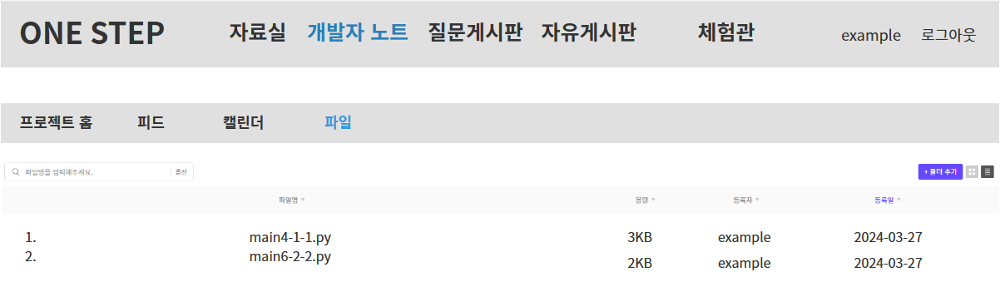 ONE STEP 자료실 개발자 노트 질문게시판 자유게시판 체험관 example 로그아웃
프로젝트 홈 피드 캘린더 파일
파일명을 입력해주세요. 옵션 + 폴더 추가
파일명 용량 등록자 등록일
1. main4-1-1.py 3KB example 2024-03-27
2. main6-2-2.py 2KB example 2024-03-27